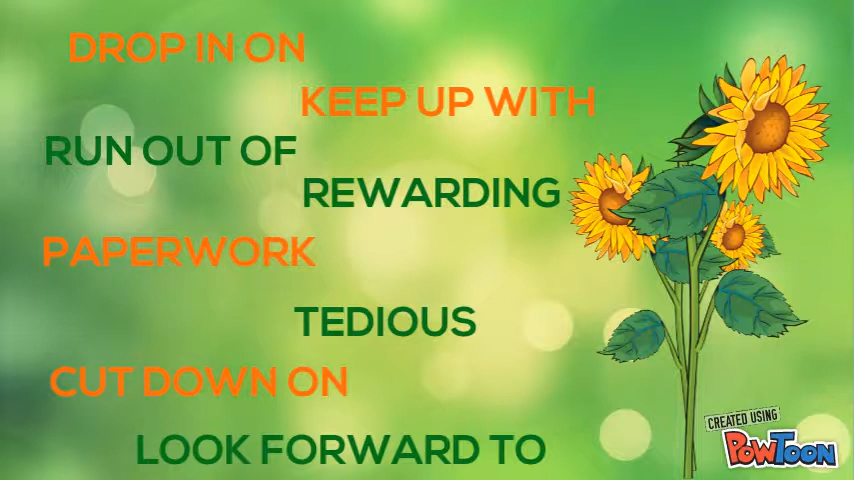 DROP IN ON
KEEP UP WITH
RUN OUT OF
REWARDING
PAPERWORK
TEDIOUS
CUT DOWN ON
LOOK FORWARD TO
CREATED USING
POWTOON